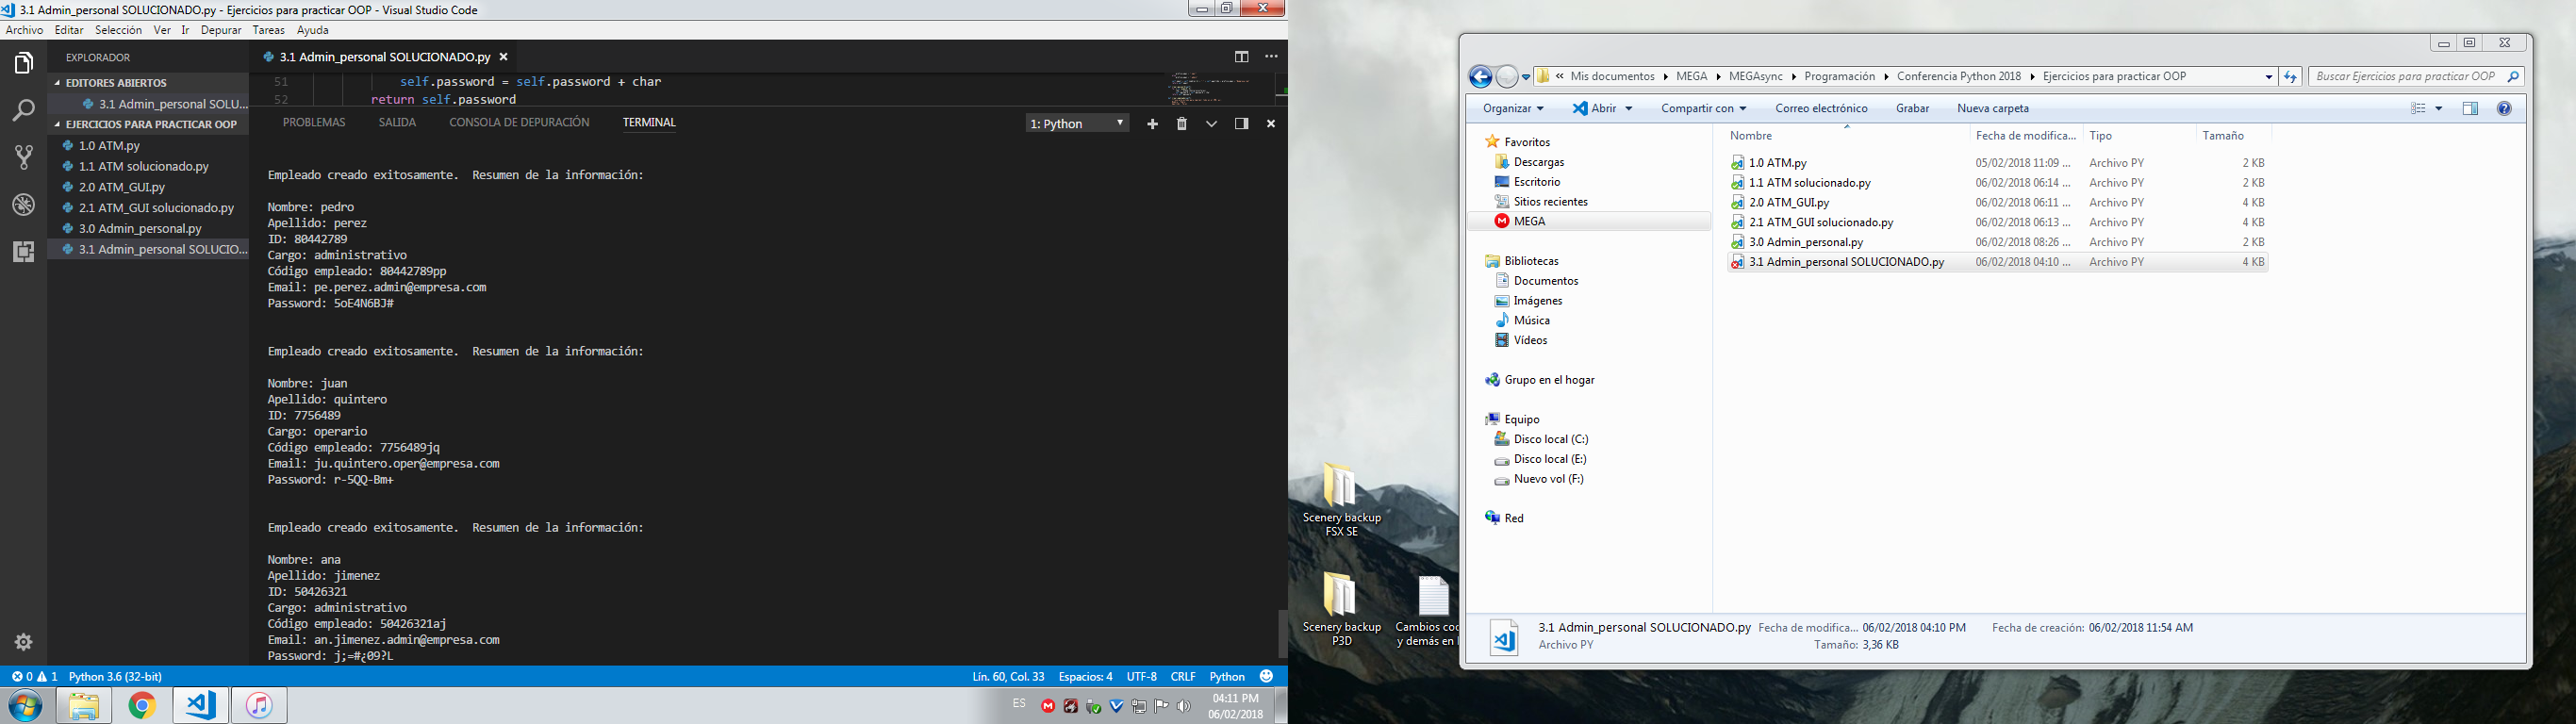 3.1 Admin_personal SOLUCIONADO.py - Ejercicios para practicar OOP - Visual Studio Code
Archivo Editar Selección Ver Ir Depurar Tareas Ayuda
EXPLORADOR
EDITORES ABIERTOS
3.1 Admin_personal SOLU...
EJERCICIOS PARA PRACTICAR OOP
1.0 ATM.py
1.1 ATM solucionado.py
2.0 ATM_GUI.py
2.1 ATM_GUI solucionado.py
3.0 Admin_personal.py
3.1 Admin_personal SOLUCIO...
3.1 Admin_personal SOLUCIONADO.py
51 self.password = self.password + char
52 return self.password
PROBLEMAS SALIDA CONSOLA DE DEPURACIÓN TERMINAL 1: Python
Empleado creado exitosamente.  Resumen de la información:
Nombre: pedro
Apellido: perez
ID: 80442789
Cargo: administrativo
Código empleado: 80442789pp
Email: pe.perez.admin@empresa.com
Password: 5oE4N6BJ#
Empleado creado exitosamente.  Resumen de la información:
Nombre: juan
Apellido: quintero
ID: 7756489
Cargo: operario
Código empleado: 7756489jq
Email: ju.quintero.oper@empresa.com
Password: r-5QQ-Bm+
Empleado creado exitosamente.  Resumen de la información:
Nombre: ana
Apellido: jimenez
ID: 50426321
Cargo: administrativo
Código empleado: 50426321aj
Email: an.jimenez.admin@empresa.com
Password: j;=#¿09?L
0 1 Python 3.6 (32-bit) Lín. 60, Col. 33 Espacios: 4 UTF-8 CRLF Python
ES 04:11 PM
06/02/2018
Scenery backup
FSX SE
Scenery backup
P3D
y demás en
« Mis documentos MEGA MEGAsync Programación Conferencia Python 2018 Ejercicios para practicar OOP Buscar Ejercicios para practicar OOP
Organizar Abrir Compartir con Correo electrónico Grabar Nueva carpeta
Favoritos
Descargas
Escritorio
Sitios recientes
MEGA
Bibliotecas
Documentos
Imágenes
Música
Vídeos
Grupo en el hogar
Equipo
Disco local (C:)
Disco local (E:)
Nuevo vol (F:)
Red
Nombre Fecha de modifica... Tipo Tamaño
1.0 ATM.py 05/02/2018 11:09 ... Archivo PY 2 KB
1.1 ATM solucionado.py 06/02/2018 06:14 ... Archivo PY 2 KB
2.0 ATM_GUI.py 06/02/2018 06:11 ... Archivo PY 4 KB
2.1 ATM_GUI solucionado.py 06/02/2018 06:13 ... Archivo PY 4 KB
3.0 Admin_personal.py 06/02/2018 08:26 ... Archivo PY 2 KB
3.1 Admin_personal SOLUCIONADO.py 06/02/2018 04:10 ... Archivo PY 4 KB
3.1 Admin_personal SOLUCIONADO.py Fecha de modifica... 06/02/2018 04:10 PM Fecha de creación: 06/02/2018 11:54 AM
Archivo PY Tamaño: 3,36 KB